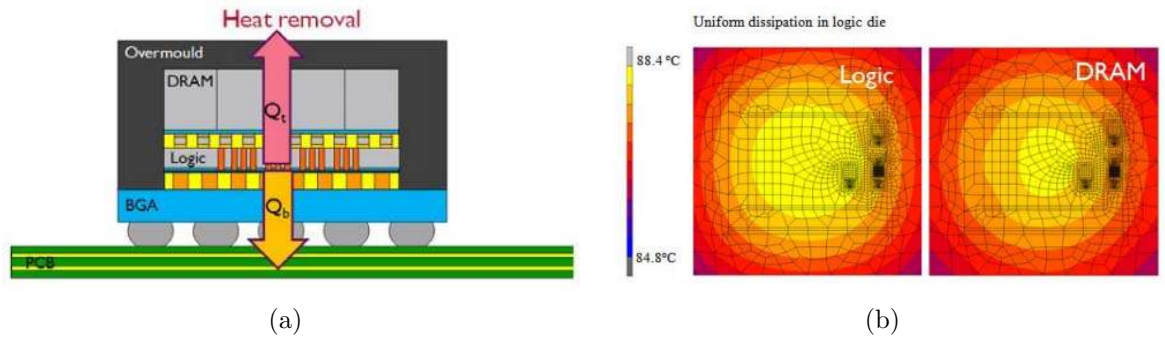 Heat removal
Overmould
DRAM
Qt
Logic
Qb
BGA
PCB
(a)
Uniform dissipation in logic die
88.4 °C
84.8°C
Logic
DRAM
(b)